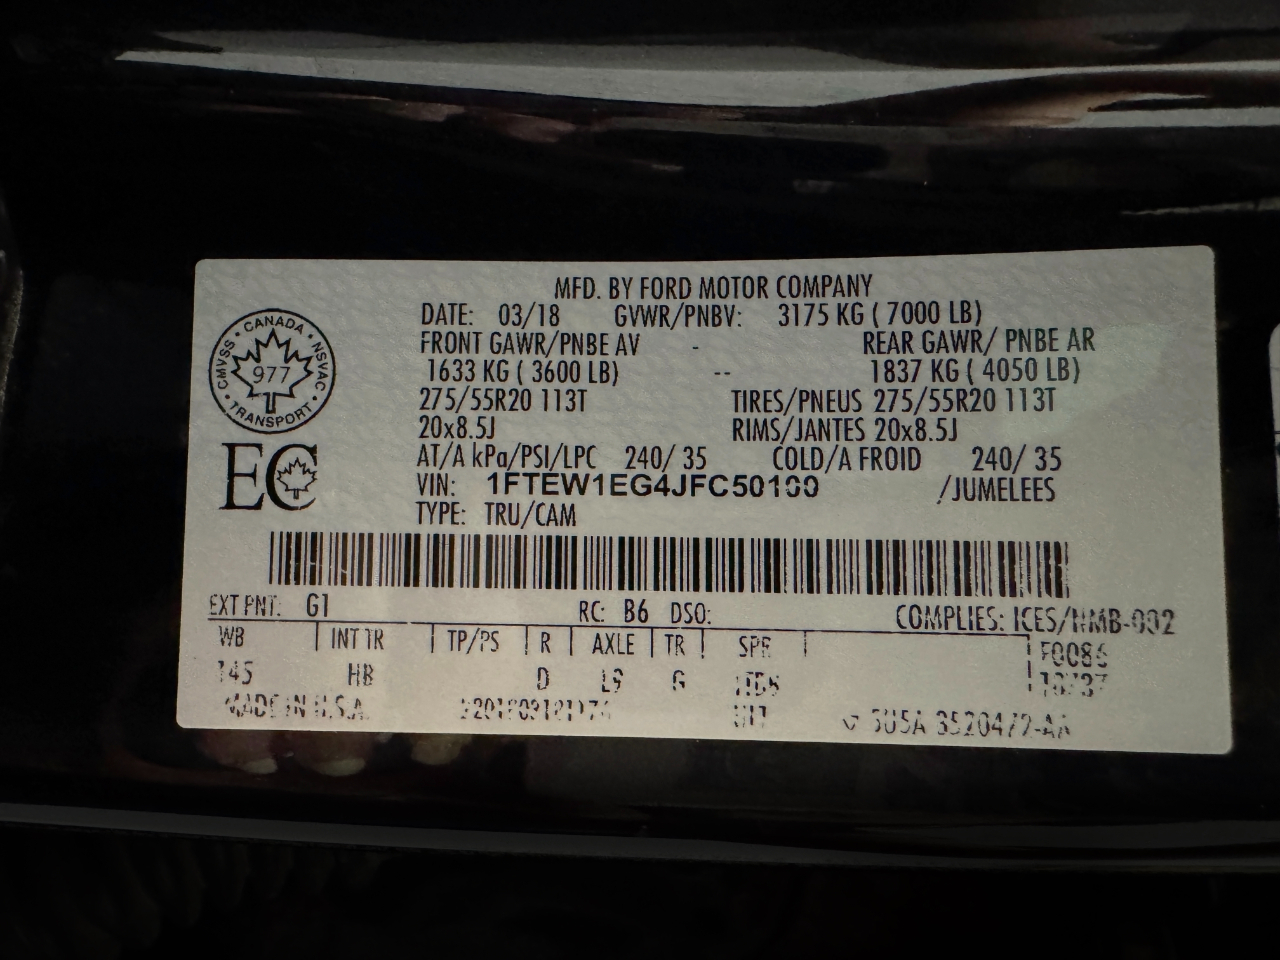 MFD. BY FORD MOTOR COMPANY
DATE: 03/18 GVWR/PNBV: 3175 KG ( 7000 LB)
FRONT GAWR/PNBE AV - REAR GAWR/ PNBE AR
1633 KG ( 3600 LB) -- 1837 KG ( 4050 LB)
275/55R20 113T TIRES/PNEUS 275/55R20 113T
20x8.5J RIMS/JANTES 20x8.5J
AT/A kPa/PSI/LPC 240/ 35 COLD/A FROID 240/ 35
VIN: /JUMELEES
TYPE: TRU/CAM
CANADA
CMVSS NSVAC
977
TRANSPORT
EC
EXT PNT: G1 RC: B6 DSO: COMPLIES:
WB INT TR TP/PS R AXLE TR SPR
145 HB D L9 G
MADE IN U.S.A.